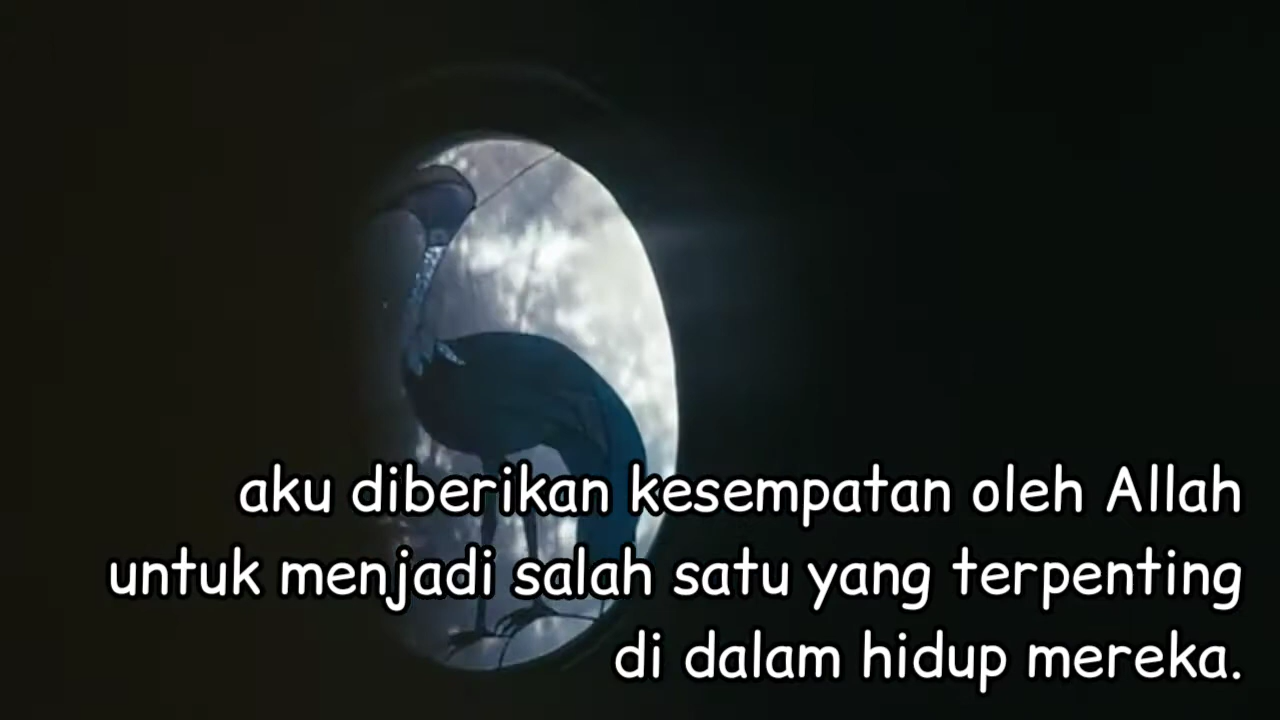 aku diberikan kesempatan oleh Allah
untuk menjadi salah satu yang terpenting
di dalam hidup mereka.